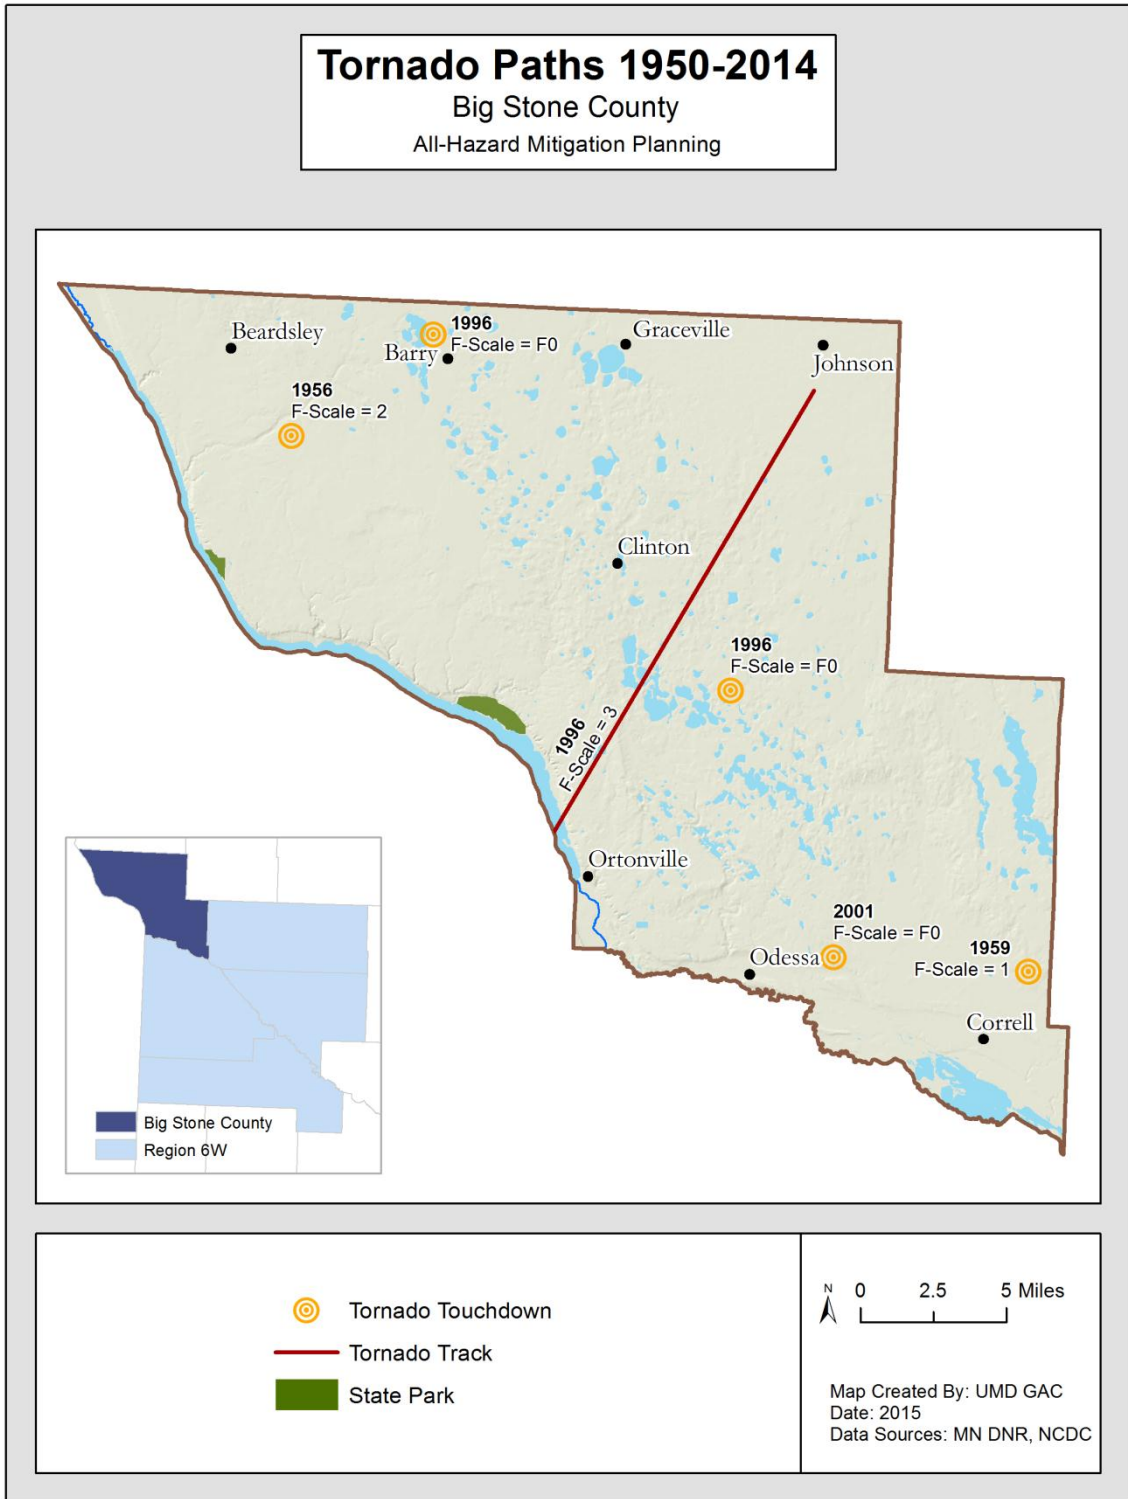 Tornado Paths 1950-2014
Big Stone County
All-Hazard Mitigation Planning
Beardsley
1996
F-Scale = F0
Barry
Graceville
Johnson
1956
F-Scale = 2
Clinton
1996
F-Scale = F0
1996
F-Scale = 3
Ortonville
2001
F-Scale = F0
1959
F-Scale = 1
Odessa
Correll
Big Stone County
Region 6W
Tornado Touchdown
Tornado Track
State Park
N
0 2.5 5 Miles
Map Created By: UMD GAC
Date: 2015
Data Sources: MN DNR, NCDC